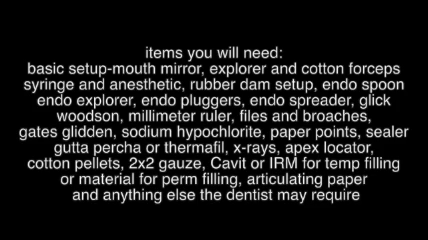 items you will need:
basic setup-mouth mirror, explorer and cotton forceps
syringe and anesthetic, rubber dam setup, endo spoon
endo explorer, endo pluggers, endo spreader, glick
woodson, millimeter ruler, files and broaches,
gates glidden, sodium hypochlorite, paper points, sealer
gutta percha or thermafil, x-rays, apex locator,
cotton pellets, 2x2 gauze, Cavit or IRM for temp filling
or material for perm filling, articulating paper
and anything else the dentist may require